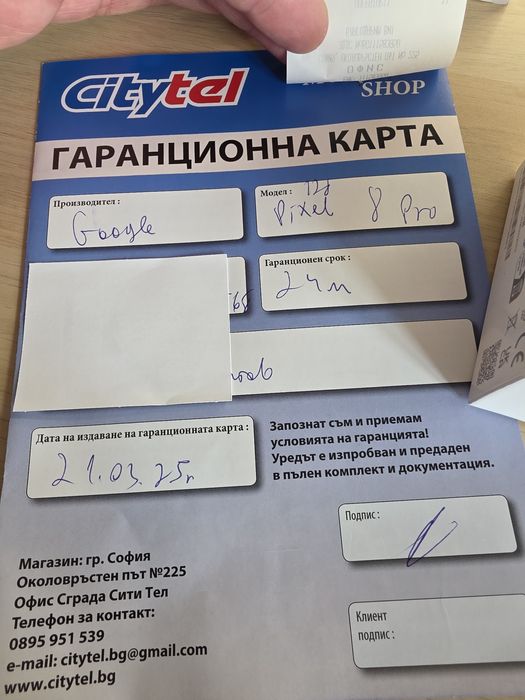 Citytel
SHOP
ГАРАНЦИОННА КАРТА
Производител :
Google
Модел :
Pixel 8 Pro
Гаранционен срок :
24 м
Дата на издаване на гаранционната карта :
21.03.25г
Запознат съм и приемам
условията на гаранцията!
Уредът е изпробван и предаден
в пълен комплект и документация.
Подпис :
Клиент
подпис :
Магазин: гр. София
Околовръстен път №225
Офис Сграда Сити Тел
Телефон за контакт:
0895 951 539
e-mail: citytel.bg@gmail.com
www.citytel.bg